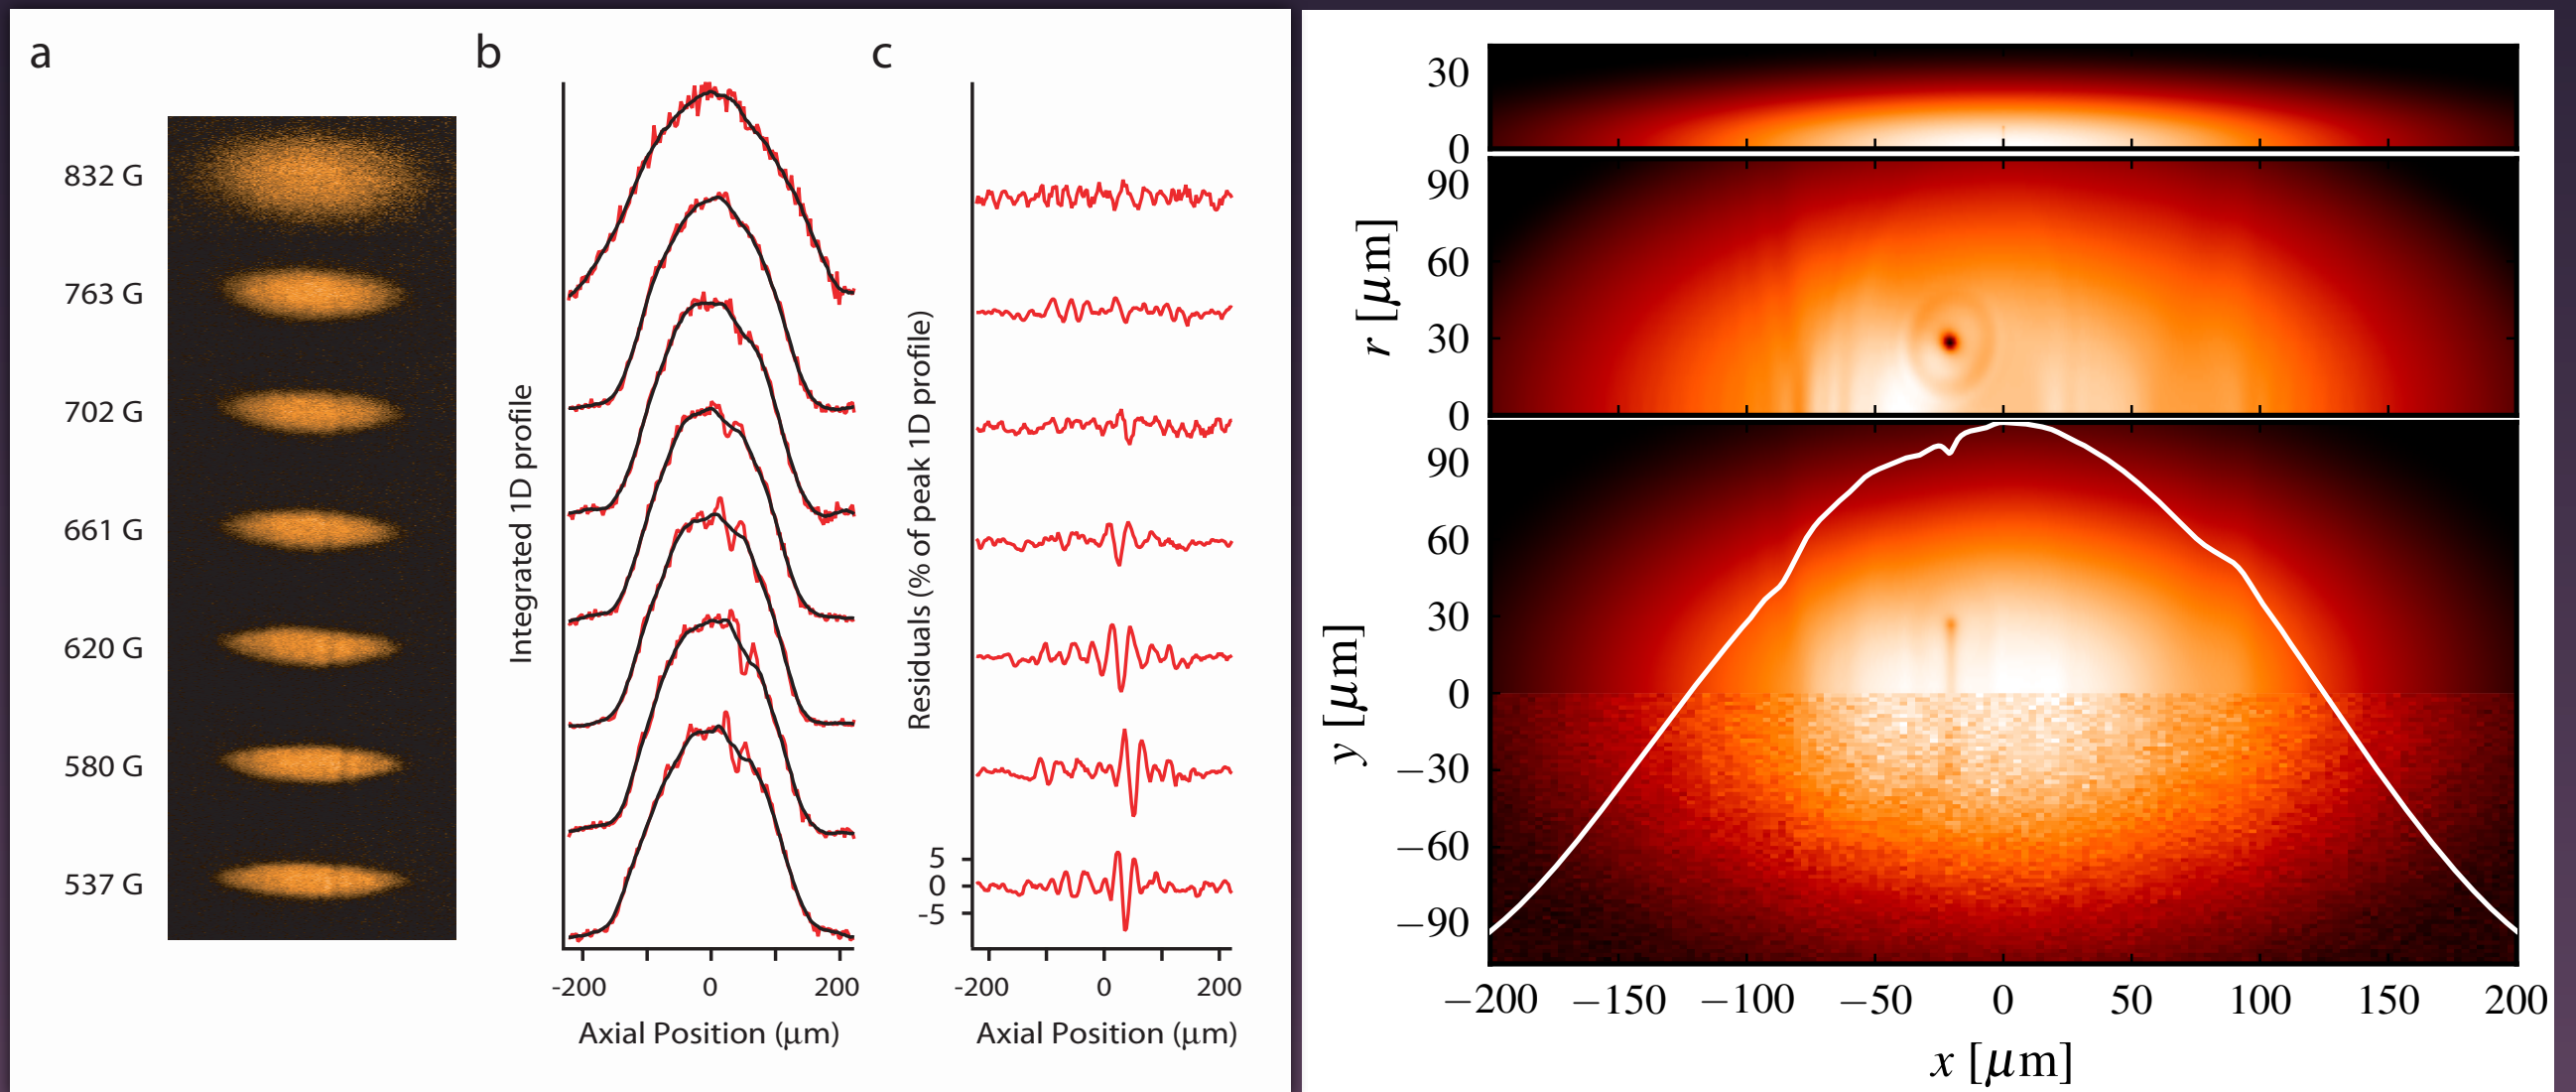 a
832 G
763 G
702 G
661 G
620 G
580 G
537 G
b
Integrated 1D profile
-200
0
200
Axial Position (μm)
c
Residuals (% of peak 1D profile)
5
0
-5
-200
0
200
Axial Position (μm)
30
0
90
60
30
0
r [μm]
90
60
30
0
−30
−60
−90
y [μm]
−200 −150 −100 −50 0 50 100 150 200
x [μm]